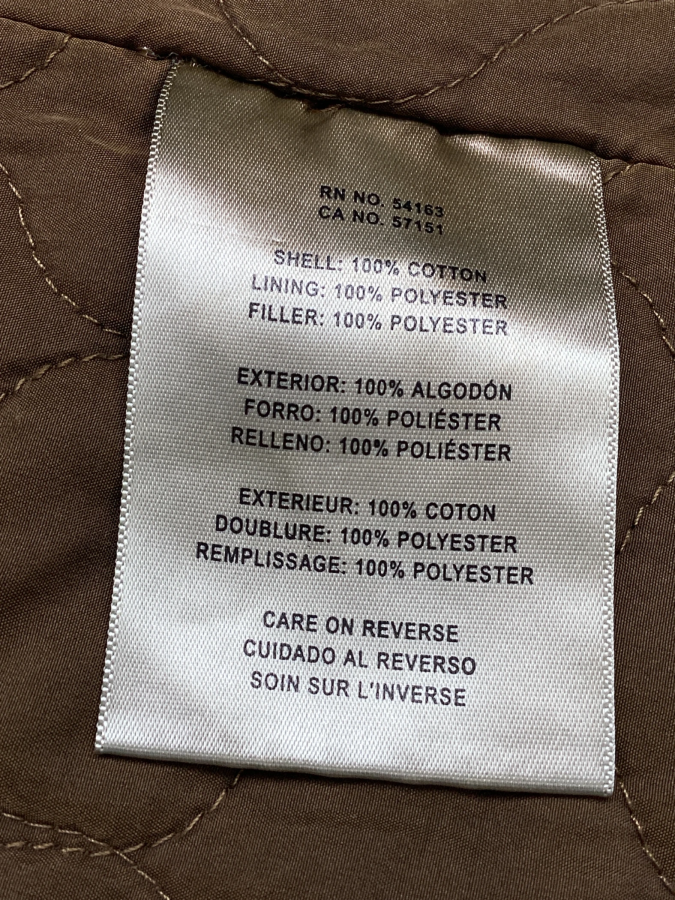 RN NO. 54163
CA NO. 57151
SHELL: 100% COTTON
LINING: 100% POLYESTER
FILLER: 100% POLYESTER
EXTERIOR: 100% ALGODÓN
FORRO: 100% POLIÉSTER
RELLENO: 100% POLIÉSTER
EXTERIEUR: 100% COTON
DOUBLURE: 100% POLYESTER
REMPLISSAGE: 100% POLYESTER
CARE ON REVERSE
CUIDADO AL REVERSO
SOIN SUR L'INVERSE